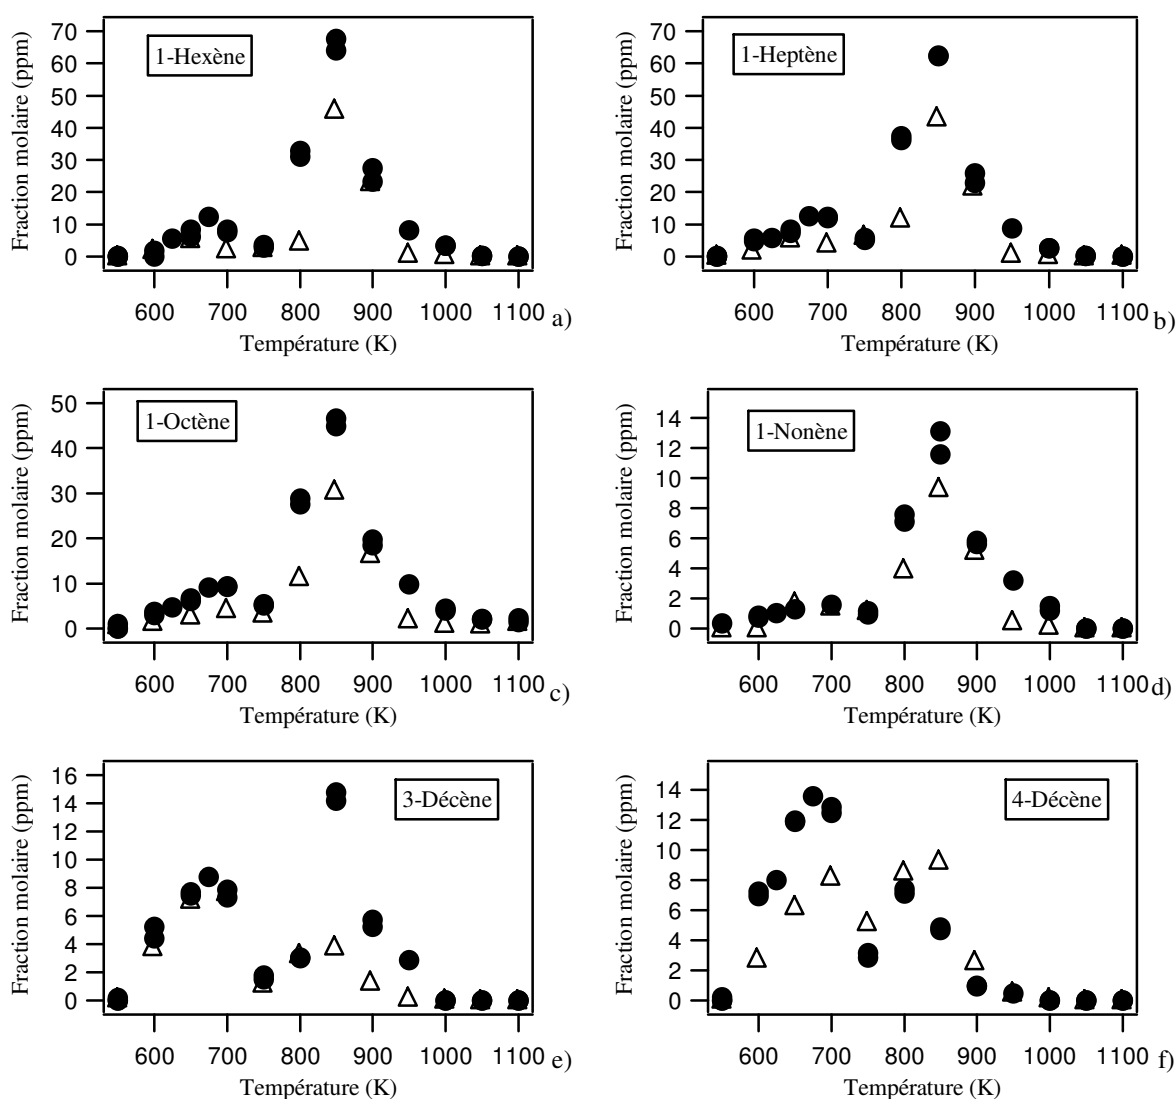 1-Hexène
Fraction molaire (ppm)
70
60
50
40
30
20
10
0
600 700 800 900 1000 1100
Température (K)
a)
1-Heptène
Fraction molaire (ppm)
70
60
50
40
30
20
10
0
600 700 800 900 1000 1100
Température (K)
b)
1-Octène
Fraction molaire (ppm)
50
40
30
20
10
0
600 700 800 900 1000 1100
Température (K)
c)
1-Nonène
Fraction molaire (ppm)
14
12
10
8
6
4
2
0
600 700 800 900 1000 1100
Température (K)
d)
3-Décène
Fraction molaire (ppm)
16
14
12
10
8
6
4
2
0
600 700 800 900 1000 1100
Température (K)
e)
4-Décène
Fraction molaire (ppm)
14
12
10
8
6
4
2
0
600 700 800 900 1000 1100
Température (K)
f)